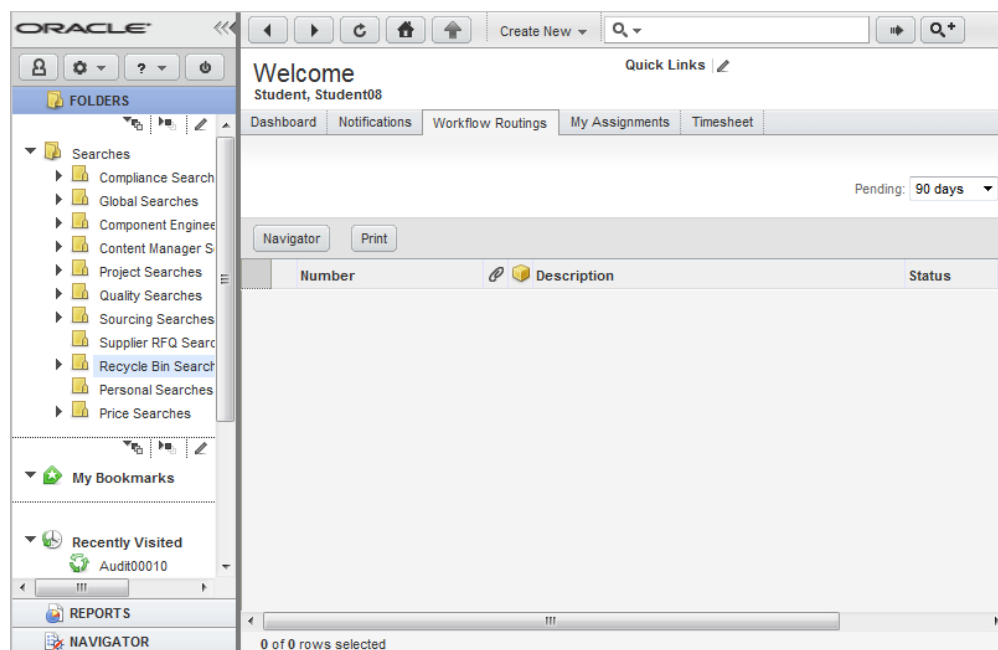 ORACLE
Create New
?
FOLDERS
Searches
Compliance Search
Global Searches
Component Enginee
Content Manager S
Project Searches
Quality Searches
Sourcing Searches
Supplier RFQ Searc
Recycle Bin Search
Personal Searches
Price Searches
My Bookmarks
Recently Visited
Audit00010
REPORTS
NAVIGATOR
Welcome
Quick Links
Student, Student08
Dashboard Notifications Workflow Routings My Assignments Timesheet
Pending: 90 days
Navigator Print
Number Description Status
0 of 0 rows selected